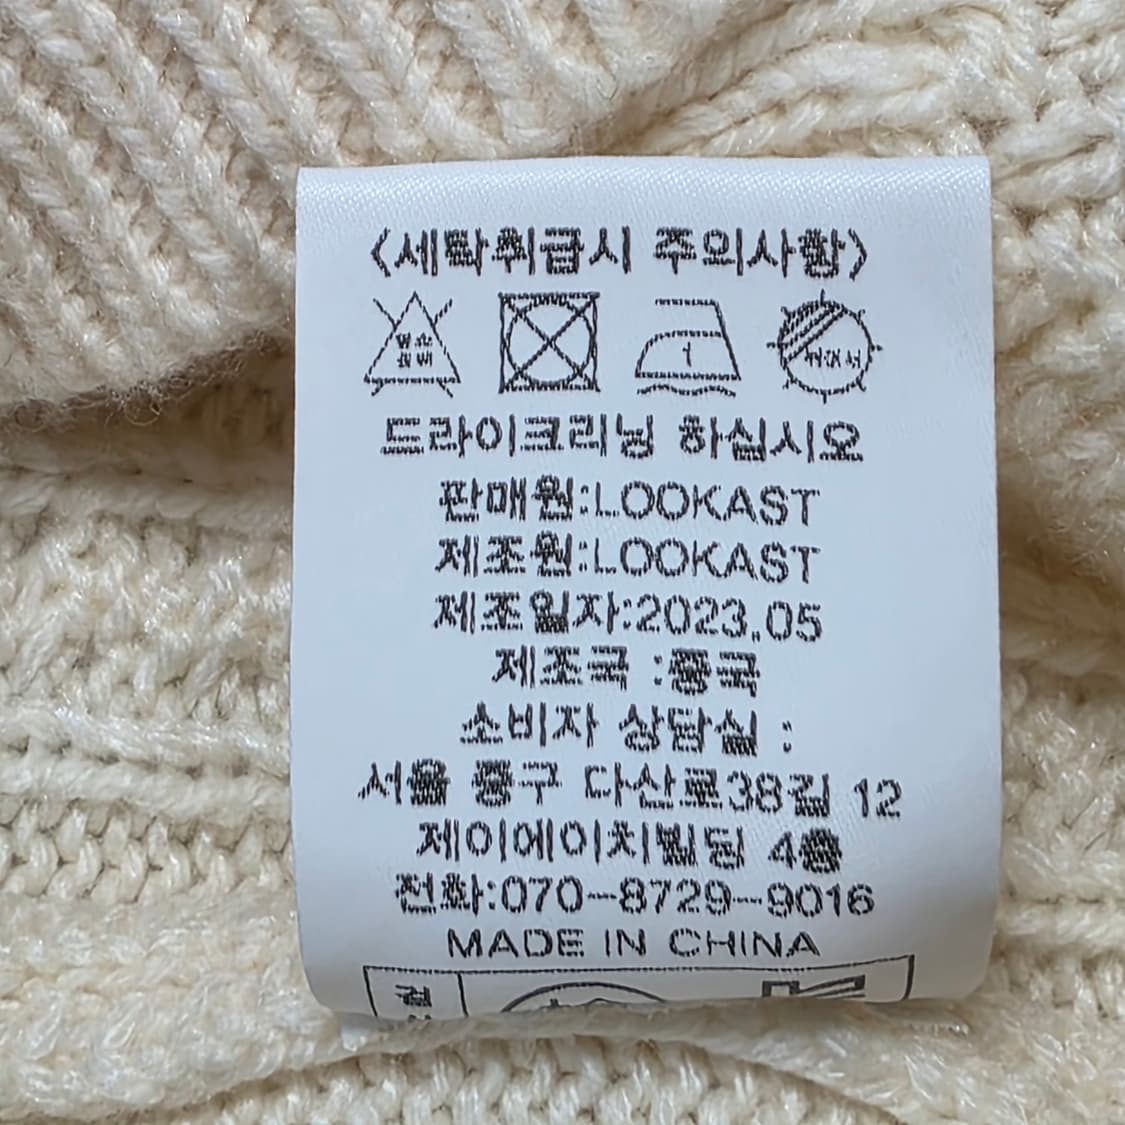 <세탁취급시 주의사항>
드라이크리닝 하십시오
판매원:LOOKAST
제조원:LOOKAST
제조일자:2023.05
제조국 :중국
소비자 상담실 :
서울 중구 다산로38길 12
제이에이치빌딩 4층
전화:070-8729-9016
MADE IN CHINA